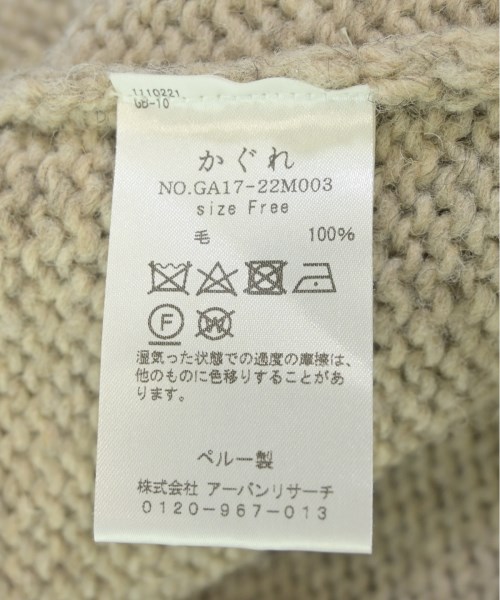 1110221
GB-10
かぐれ
NO.GA17-22M003
size Free
毛 100%
F W
湿気った状態での過度の摩擦は、
他のものに色移りすることがあ
ります。
ペルー製
株式会社 アーバンリサーチ
0120-967-013